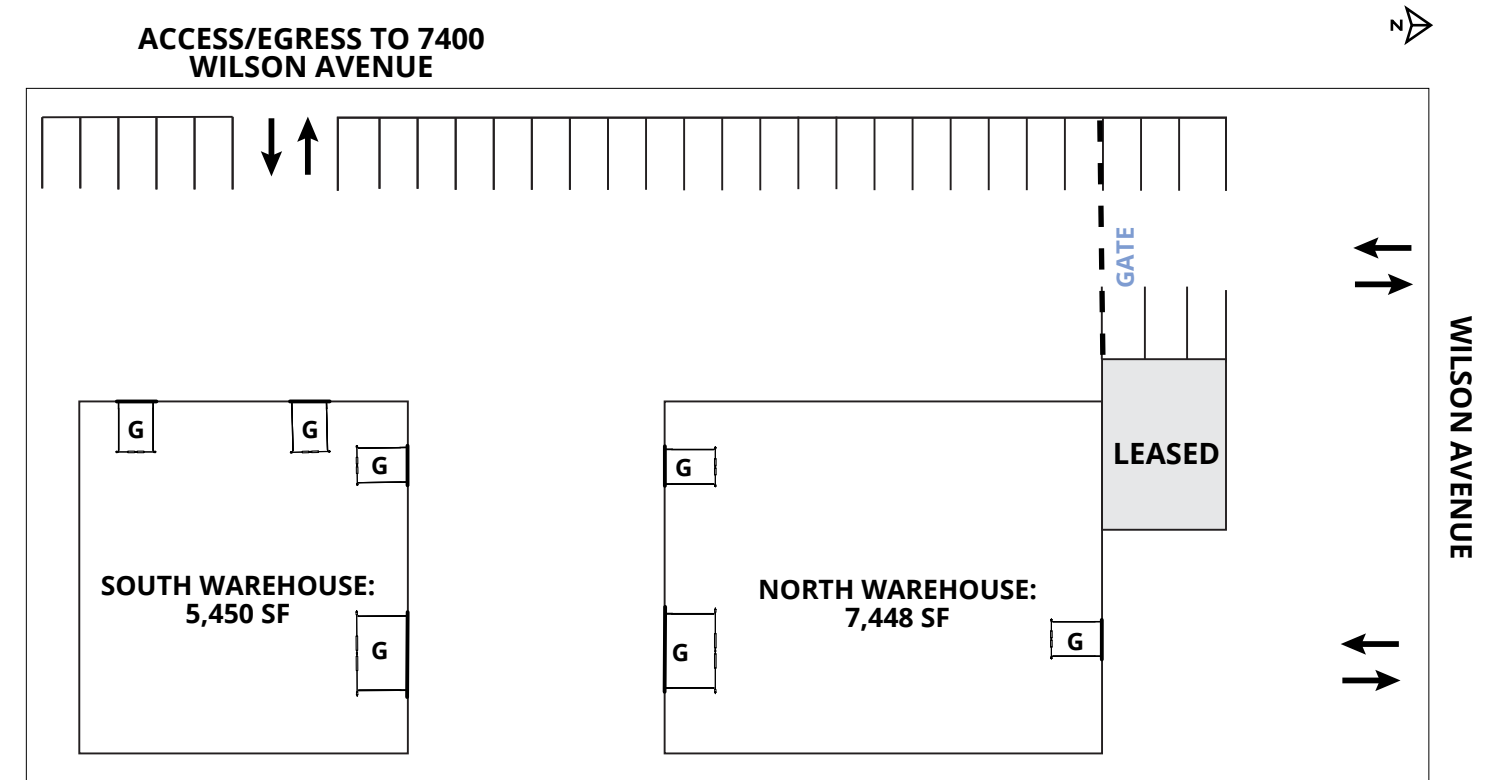 ACCESS/EGRESS TO 7400
WILSON AVENUE
N
GATE
WILSON AVENUE
G
G
G
G
LEASED
SOUTH WAREHOUSE:
5,450 SF
NORTH WAREHOUSE:
7,448 SF
G
G
G